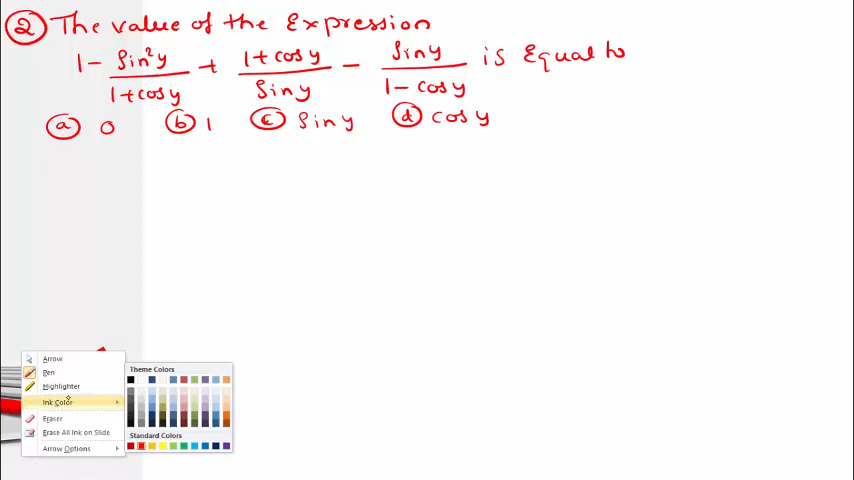 ② The value of the Expression
1 - sin²y/(1+cosy) + (1+cosy)/siny - siny/(1-cosy) is Equal to
ⓐ 0 ⓑ 1 ⓒ siny ⓓ cosy
Arrow
Pen
Highlighter
Ink Color
Eraser
Erase All Ink on Slide
Arrow Options
Theme Colors
Standard Colors